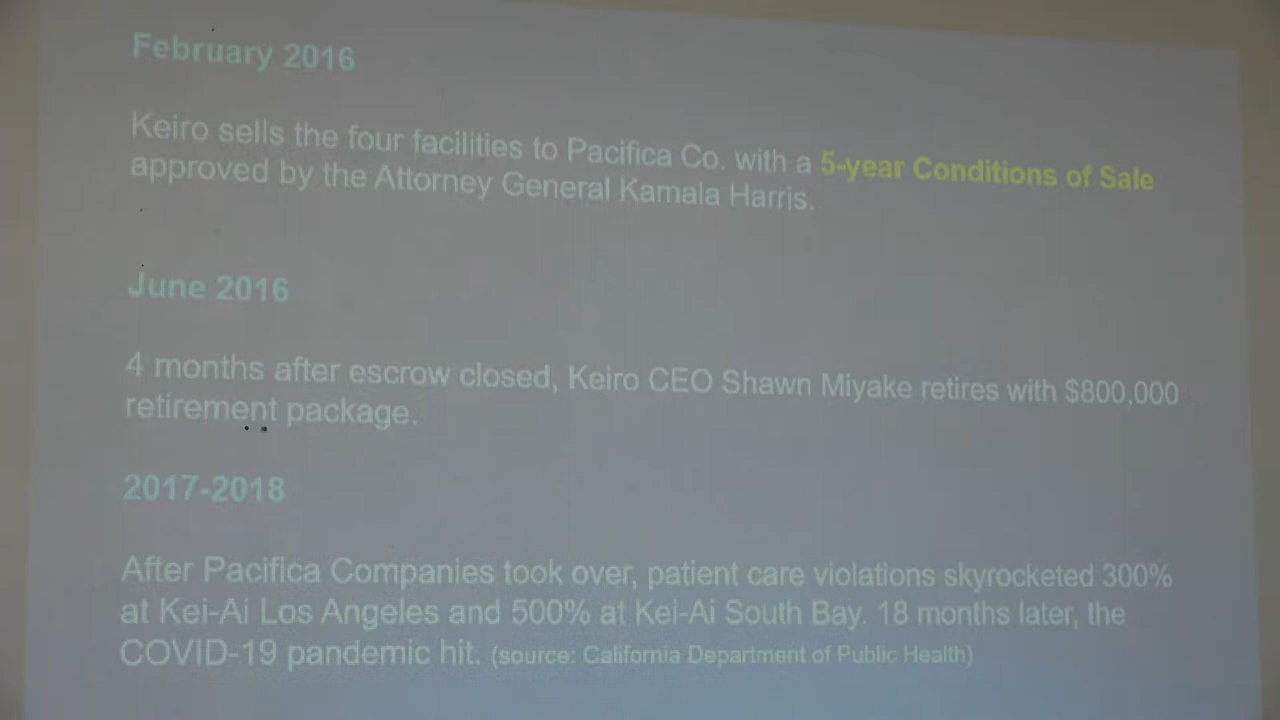 February 2016
Keiro sells the four facilities to Pacifica Co. with a 5-year Conditions of Sale
approved by the Attorney General Kamala Harris.
June 2016
4 months after escrow closed, Keiro CEO Shawn Miyake retires with $800,000
retirement package.
2017-2018
After Pacifica Companies took over, patient care violations skyrocketed 300%
at Kei-Ai Los Angeles and 500% at Kei-Ai South Bay. 18 months later, the
COVID-19 pandemic hit. (source: California Department of Public Health)